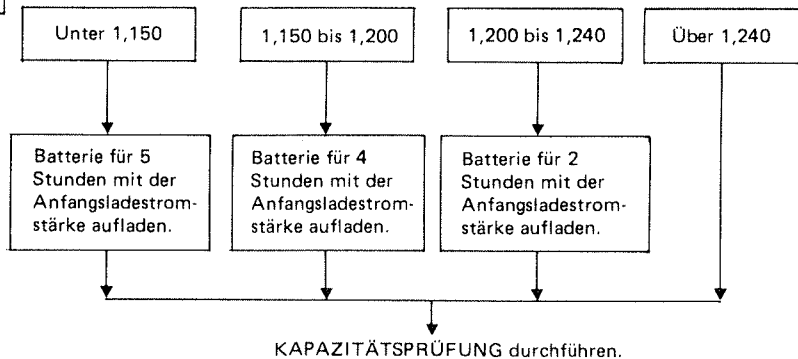 Unter 1,150
1,150 bis 1,200
1,200 bis 1,240
Über 1,240
Batterie für 5
Stunden mit der
Anfangsladestrom-
stärke aufladen.
Batterie für 4
Stunden mit der
Anfangsladestrom-
stärke aufladen.
Batterie für 2
Stunden mit der
Anfangsladestrom-
stärke aufladen.
KAPAZITÄTSPRÜFUNG durchführen.